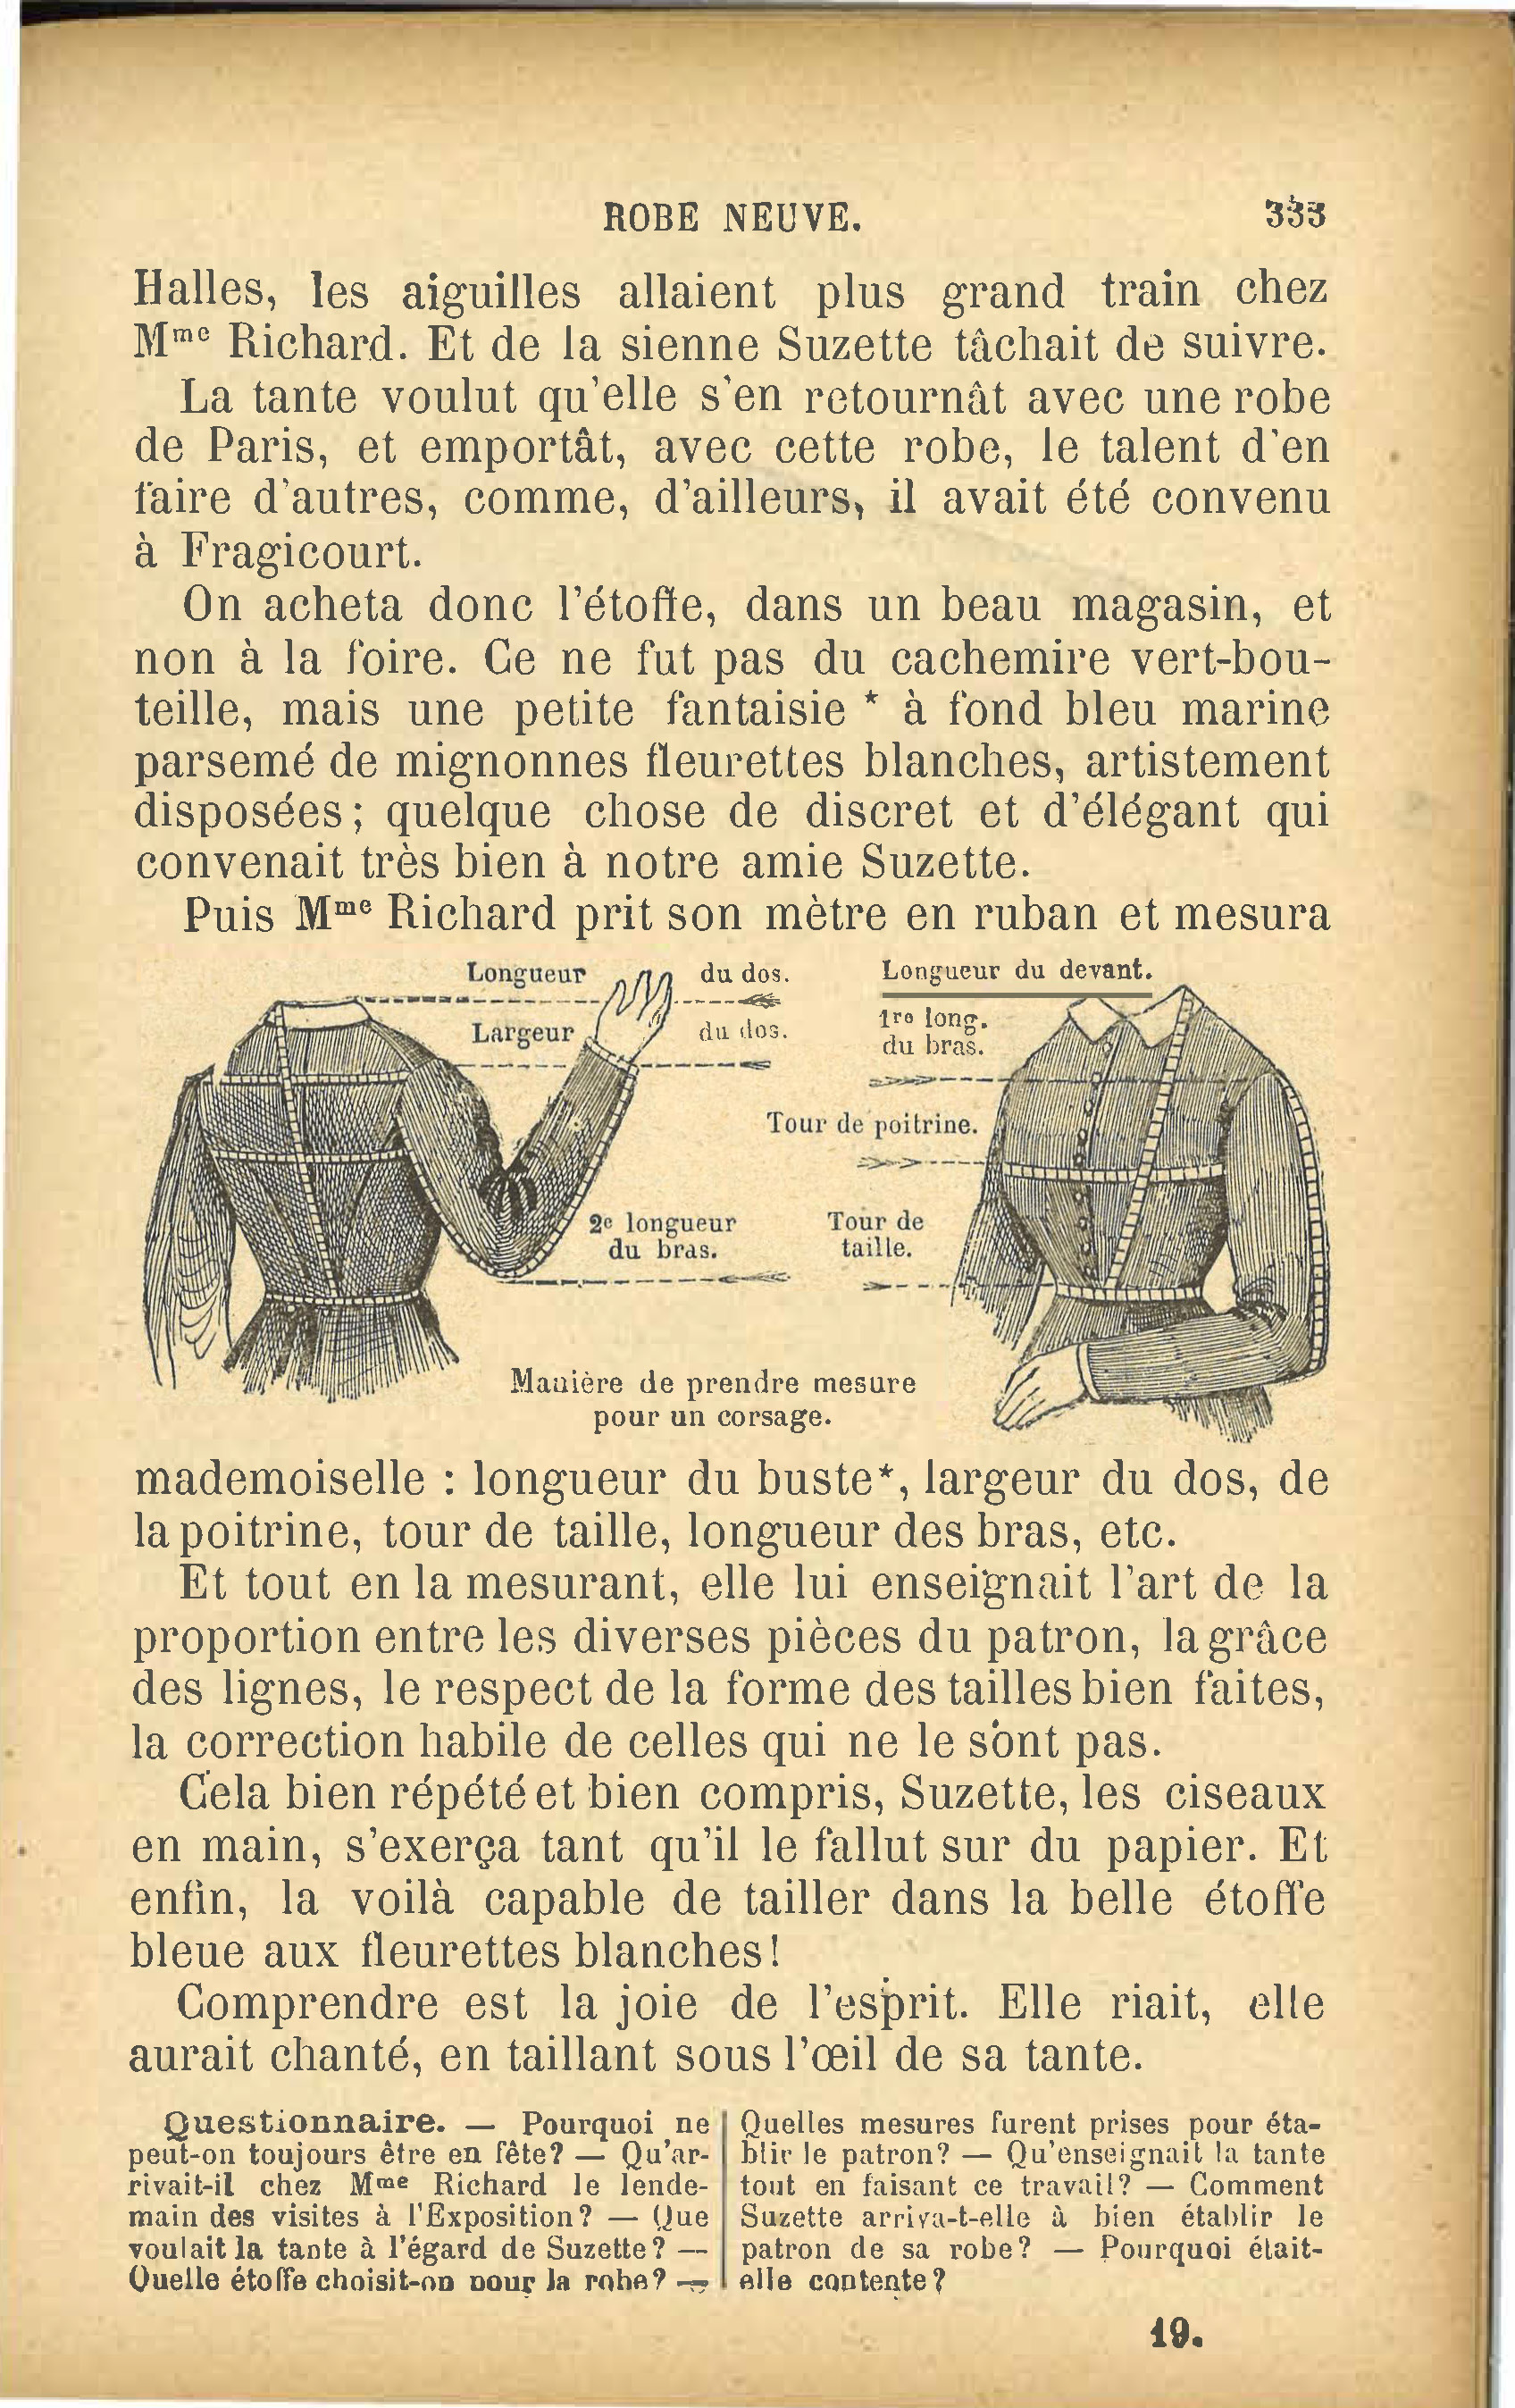 ROBE NEUVE. 333
Halles, les aiguilles allaient plus grand train chez
Mme Richard. Et de la sienne Suzette tâchait de suivre.
La tante voulut qu'elle s'en retournât avec une robe
de Paris, et emportât, avec cette robe, le talent d'en
faire d'autres, comme, d'ailleurs, il avait été convenu
à Fragicourt.
On acheta donc l'étoffe, dans un beau magasin, et
non à la foire. Ce ne fut pas du cachemire vert-bou-
teille, mais une petite fantaisie * à fond bleu marine
parsemé de mignonnes fleurettes blanches, artistement
disposées; quelque chose de discret et d'élégant qui
convenait très bien à notre amie Suzette.
Puis Mme Richard prit son mètre en ruban et mesura
Longueur du dos.
Largeur du dos.
2e longueur
du bras.
Longueur du devant.
1re long.
du bras.
Tour de poitrine.
Tour de
taille.
Manière de prendre mesure
pour un corsage.
mademoiselle : longueur du buste*, largeur du dos, de
la poitrine, tour de taille, longueur des bras, etc.
Et tout en la mesurant, elle lui enseignait l'art de la
proportion entre les diverses pièces du patron, la grâce
des lignes, le respect de la forme des tailles bien faites,
la correction habile de celles qui ne le sont pas.
Cela bien répété et bien compris, Suzette, les ciseaux
en main, s'exerça tant qu'il le fallut sur du papier. Et
enfin, la voilà capable de tailler dans la belle étoffe
bleue aux fleurettes blanches!
Comprendre est la joie de l'esprit. Elle riait, elle
aurait chanté, en taillant sous l'œil de sa tante.
Questionnaire. — Pourquoi ne
peut-on toujours être en fête? — Qu'ar-
rivait-il chez Mme Richard le lende-
main des visites à l'Exposition? — Que
voulait la tante à l'égard de Suzette? —
Quelle étoffe choisit-on pour la robe? —
Quelles mesures furent prises pour éta-
blir le patron? — Qu'enseignait la tante
tout en faisant ce travail? — Comment
Suzette arriva-t-elle à bien établir le
patron de sa robe? — Pourquoi était-
elle contente?
19.